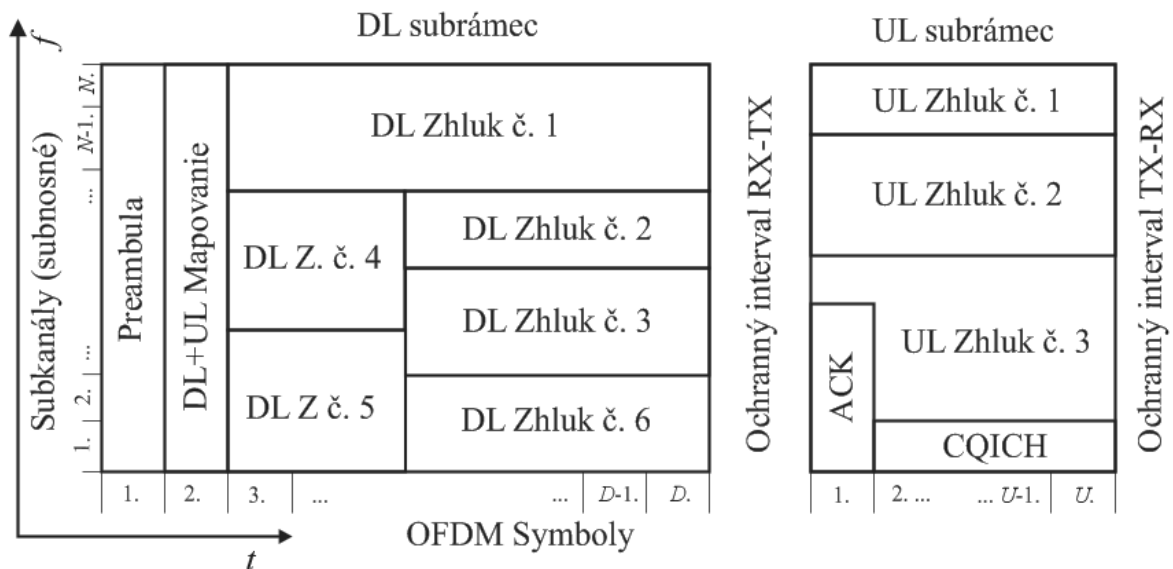 DL subrámec
UL subrámec
f
Subkanály (subnosné)
N.
N-1.
...
...
2.
1.
Preambula
DL+UL Mapovanie
DL Zhluk č. 1
DL Z. č. 4
DL Zhluk č. 2
DL Zhluk č. 3
DL Z č. 5
DL Zhluk č. 6
Ochranný interval RX-TX
UL Zhluk č. 1
UL Zhluk č. 2
UL Zhluk č. 3
ACK
CQICH
Ochranný interval TX-RX
1. 2. 3. ... ... D-1. D.
1. 2. ... ... U-1. U.
OFDM Symboly
t